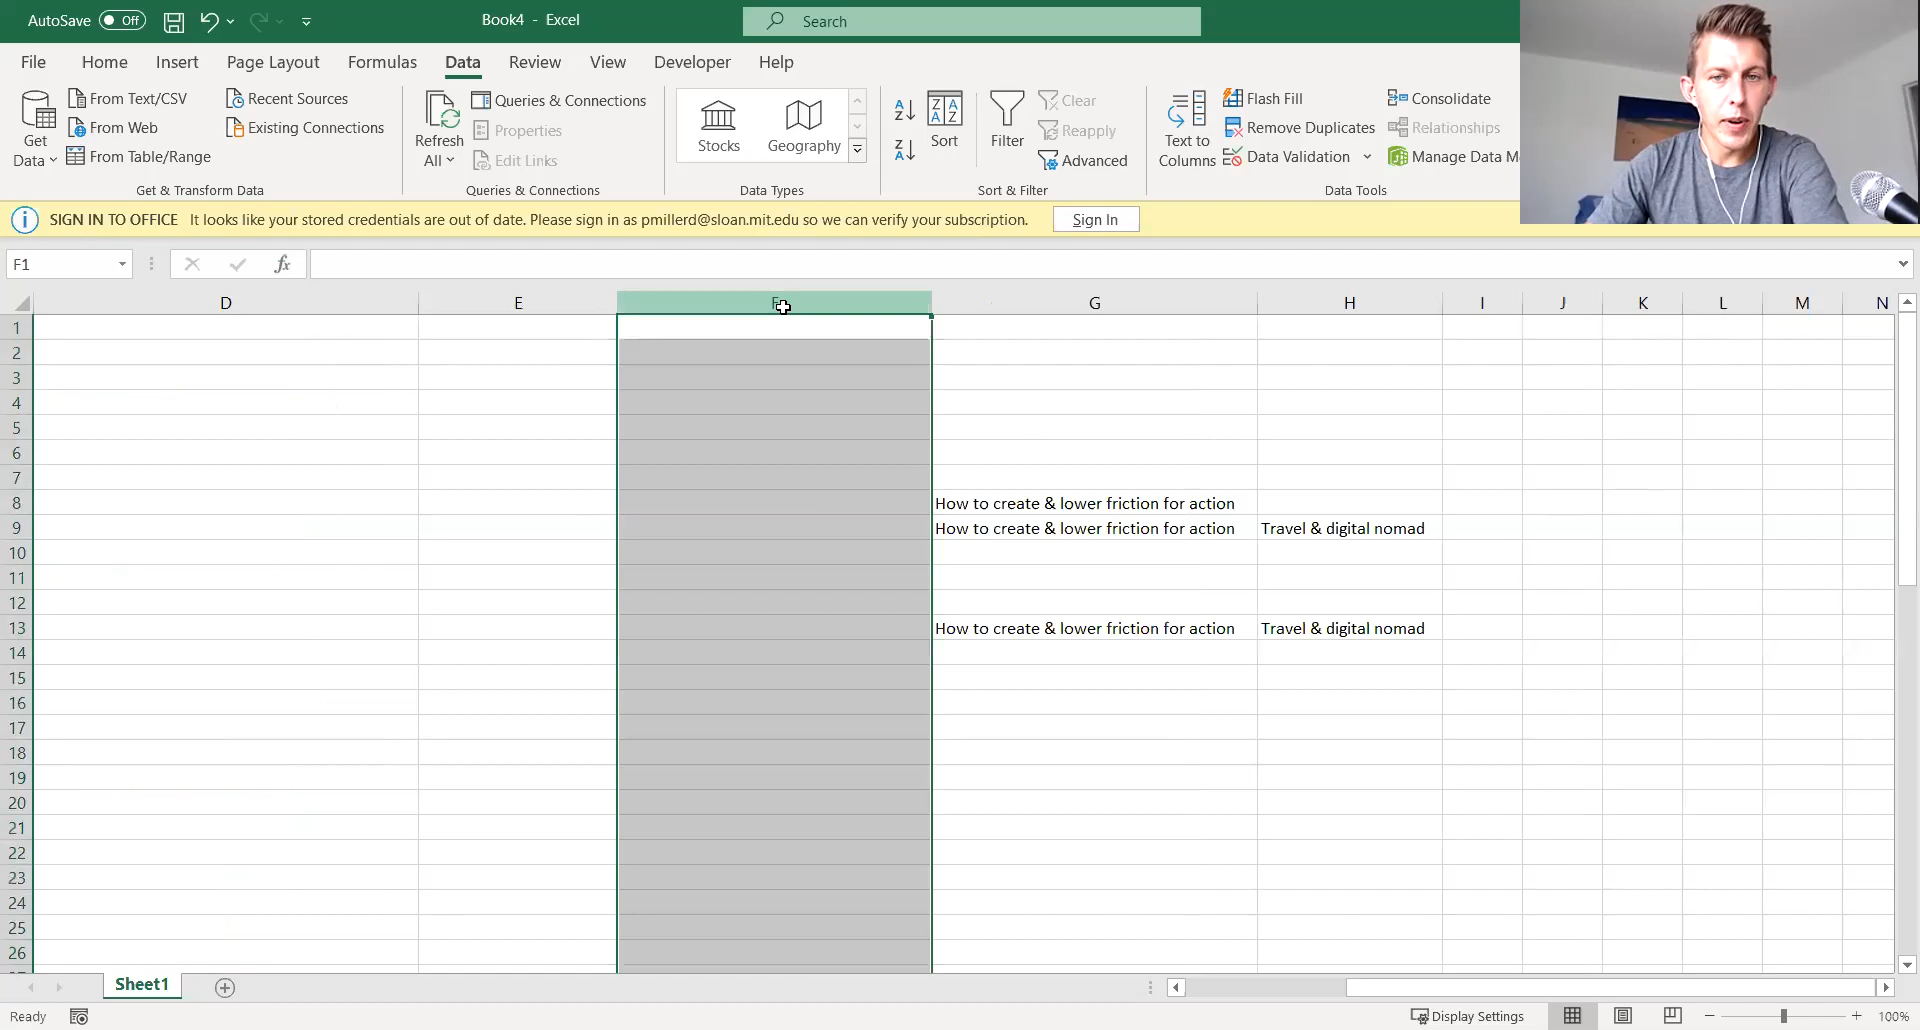 AutoSave Off Book4 - Excel Search
File Home Insert Page Layout Formulas Data Review View Developer Help
Get Data
From Text/CSV
From Web
From Table/Range
Recent Sources
Existing Connections
Get & Transform Data
Refresh All
Queries & Connections
Properties
Edit Links
Queries & Connections
Stocks
Geography
Data Types
Sort
Filter
Clear
Reapply
Advanced
Sort & Filter
Text to Columns
Flash Fill
Remove Duplicates
Data Validation
Consolidate
Relationships
Manage Data M
Data Tools
SIGN IN TO OFFICE It looks like your stored credentials are out of date. Please sign in as pmillerd@sloan.mit.edu so we can verify your subscription. Sign In
F1 fx
D E F G H I J K L M N
1
2
3
4
5
6
7
8 How to create & lower friction for action
9 How to create & lower friction for action Travel & digital nomad
10
11
12
13 How to create & lower friction for action Travel & digital nomad
14
15
16
17
18
19
20
21
22
23
24
25
26
Sheet1
Ready Display Settings 100%